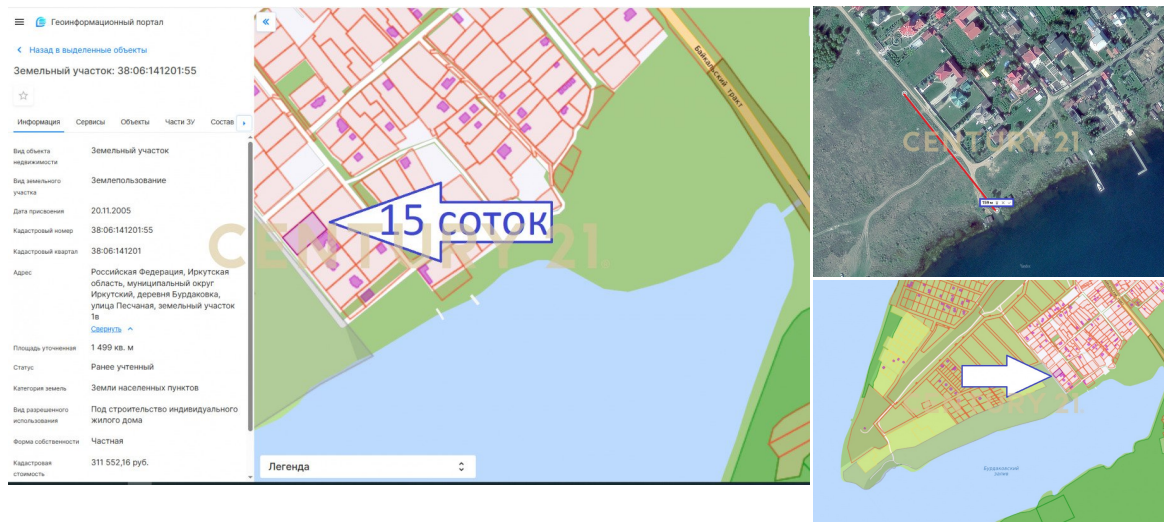 Геоинформационный портал
Назад в выделенные объекты
Земельный участок: 38:06:141201:55
Информация Сервисы Объекты Части ЗУ Состав
Вид объекта недвижимости Земельный участок
Вид земельного участка Землепользование
Дата присвоения 20.11.2005
Кадастровый номер 38:06:141201:55
Кадастровый квартал 38:06:141201
Адрес Российская Федерация, Иркутская
область, муниципальный округ
Иркутский, деревня Бурдаковка,
улица Песчаная, земельный участок
1в
Свернуть
Площадь уточненная 1 499 кв. м
Статус Ранее учтенный
Категория земель Земли населенных пунктов
Вид разрешенного использования Под строительство индивидуального
жилого дома
Форма собственности Частная
Кадастровая стоимость 311 552,16 руб.
Байкальский тракт
15 соток
CENTURY 21
Легенда
CENTURY 21
Бурдаковский
залив